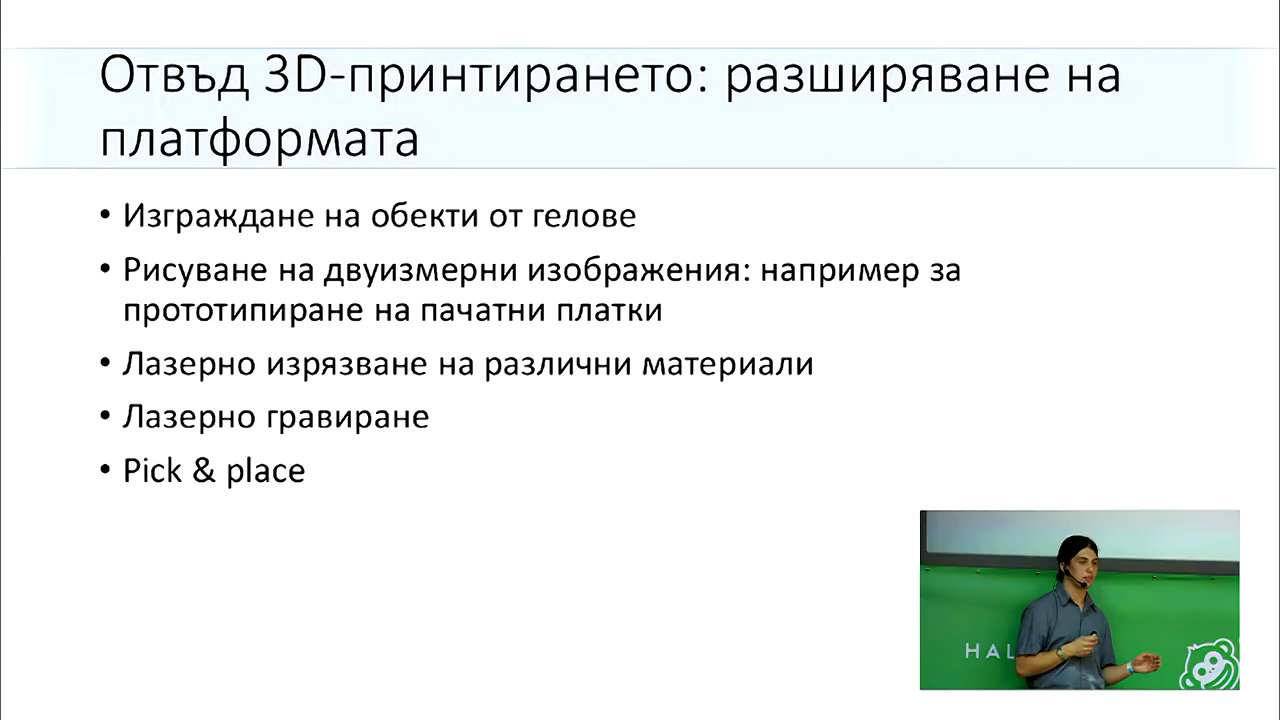 Отвъд 3D-принтирането: разширяване на
платформата
• Изграждане на обекти от гелове
• Рисуване на двуизмерни изображения: например за
прототипиране на пачатни платки
• Лазерно изрязване на различни материали
• Лазерно гравиране
• Pick & place
HAL